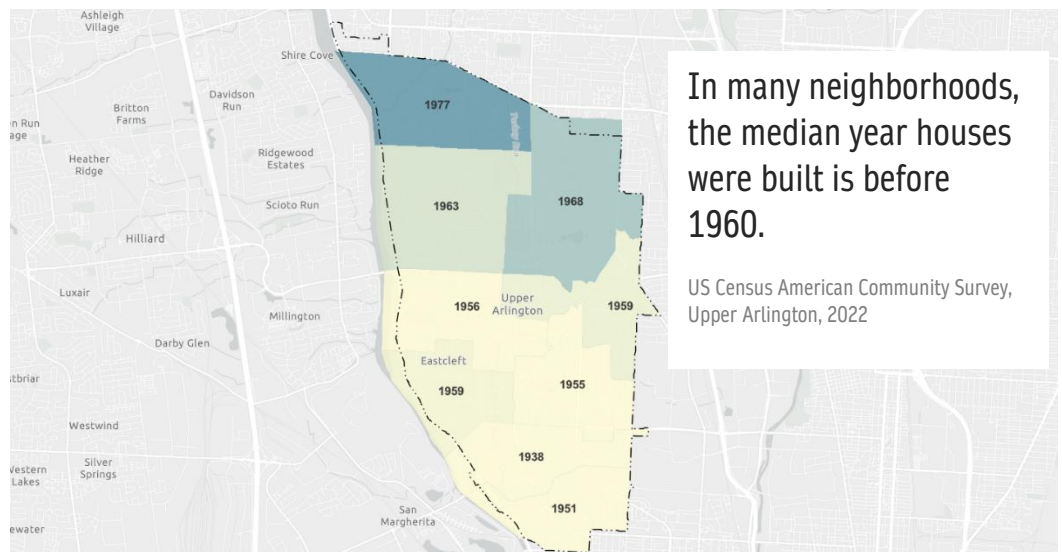 Ashleigh
Village
Shire Cove
Davidson
Run
Britton
Farms
Heather
Ridge
Ridgewood
Estates
Scioto Run
Hilliard
Luxair
Millington
Darby Glen
Westwind
Silver
Springs
San
Margherita
1977
1963
1968
1956
Upper
Arlington
1959
Eastcleft
1959
1955
1938
1951
In many neighborhoods,
the median year houses
were built is before
1960.
US Census American Community Survey,
Upper Arlington, 2022